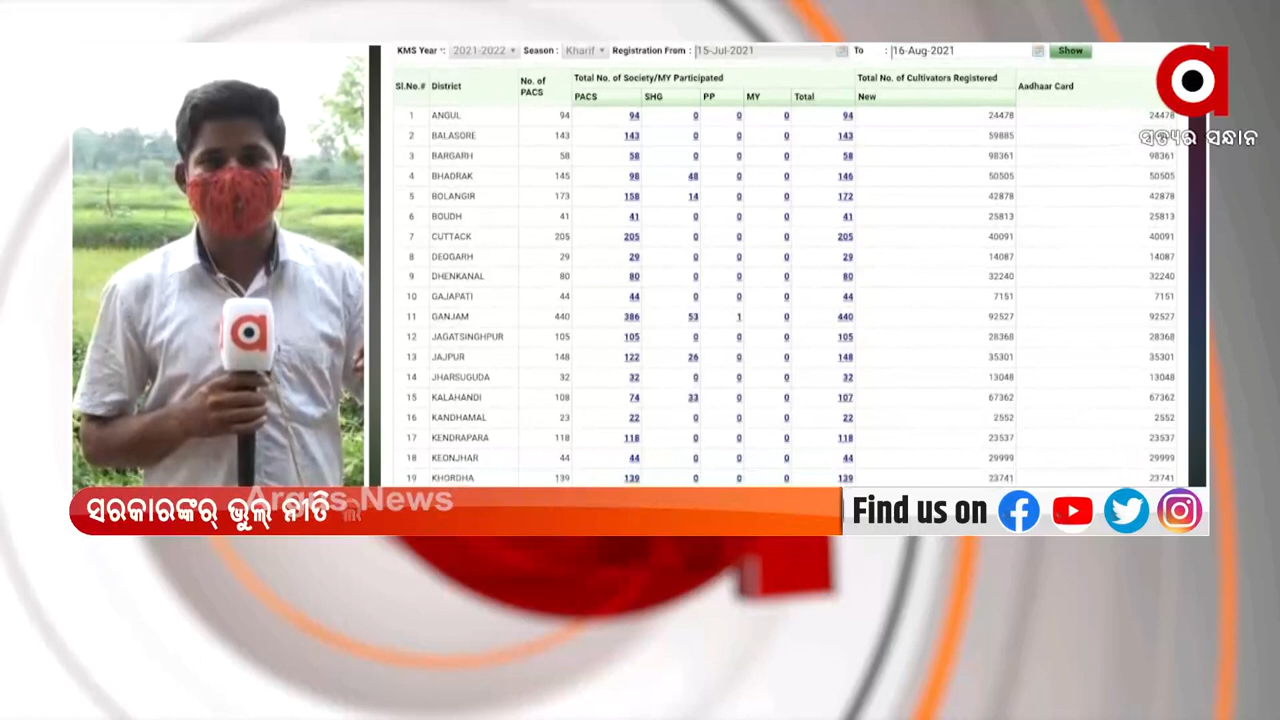 KMS Year *: 2021-2022 Season : Kharif Registration From : 15-Jul-2021 To : 16-Aug-2021 Show
Sl.No.# District No. of PACS Total No. of Society/MY Participated Total No. of Cultivators Registered Aadhaar Card
PACS SHG PP MY Total New
1 ANGUL 94 94 0 0 0 94 24478 24478
2 BALASORE 143 143 0 0 0 143 59885
3 BARGARH 58 58 0 0 0 58 98361 98361
4 BHADRAK 145 98 48 0 0 146 50505 50505
5 BOLANGIR 173 158 14 0 0 172 42878 42878
6 BOUDH 41 41 0 0 0 41 25813 25813
7 CUTTACK 205 205 0 0 0 205 40091 40091
8 DEOGARH 29 29 0 0 0 29 14087 14087
9 DHENKANAL 80 80 0 0 0 80 32240 32240
10 GAJAPATI 44 44 0 0 0 44 7151 7151
11 GANJAM 440 386 53 1 0 440 92527 92527
12 JAGATSINGHPUR 105 105 0 0 0 105 28368 28368
13 JAJPUR 148 122 26 0 0 148 35301 35301
14 JHARSUGUDA 32 32 0 0 0 32 13048 13048
15 KALAHANDI 108 74 33 0 0 107 67362 67362
16 KANDHAMAL 23 22 0 0 0 22 2552 2552
17 KENDRAPARA 118 118 0 0 0 118 23537 23537
18 KEONJHAR 44 44 0 0 0 44 29999 29999
19 KHORDHA 139 139 0 0 0 139 23741 23741
ସତ୍ୟର ସନ୍ଧାନ
Argus News
ସରକାରଙ୍କର୍ ଭୁଲ୍ ନୀତି
Find us on